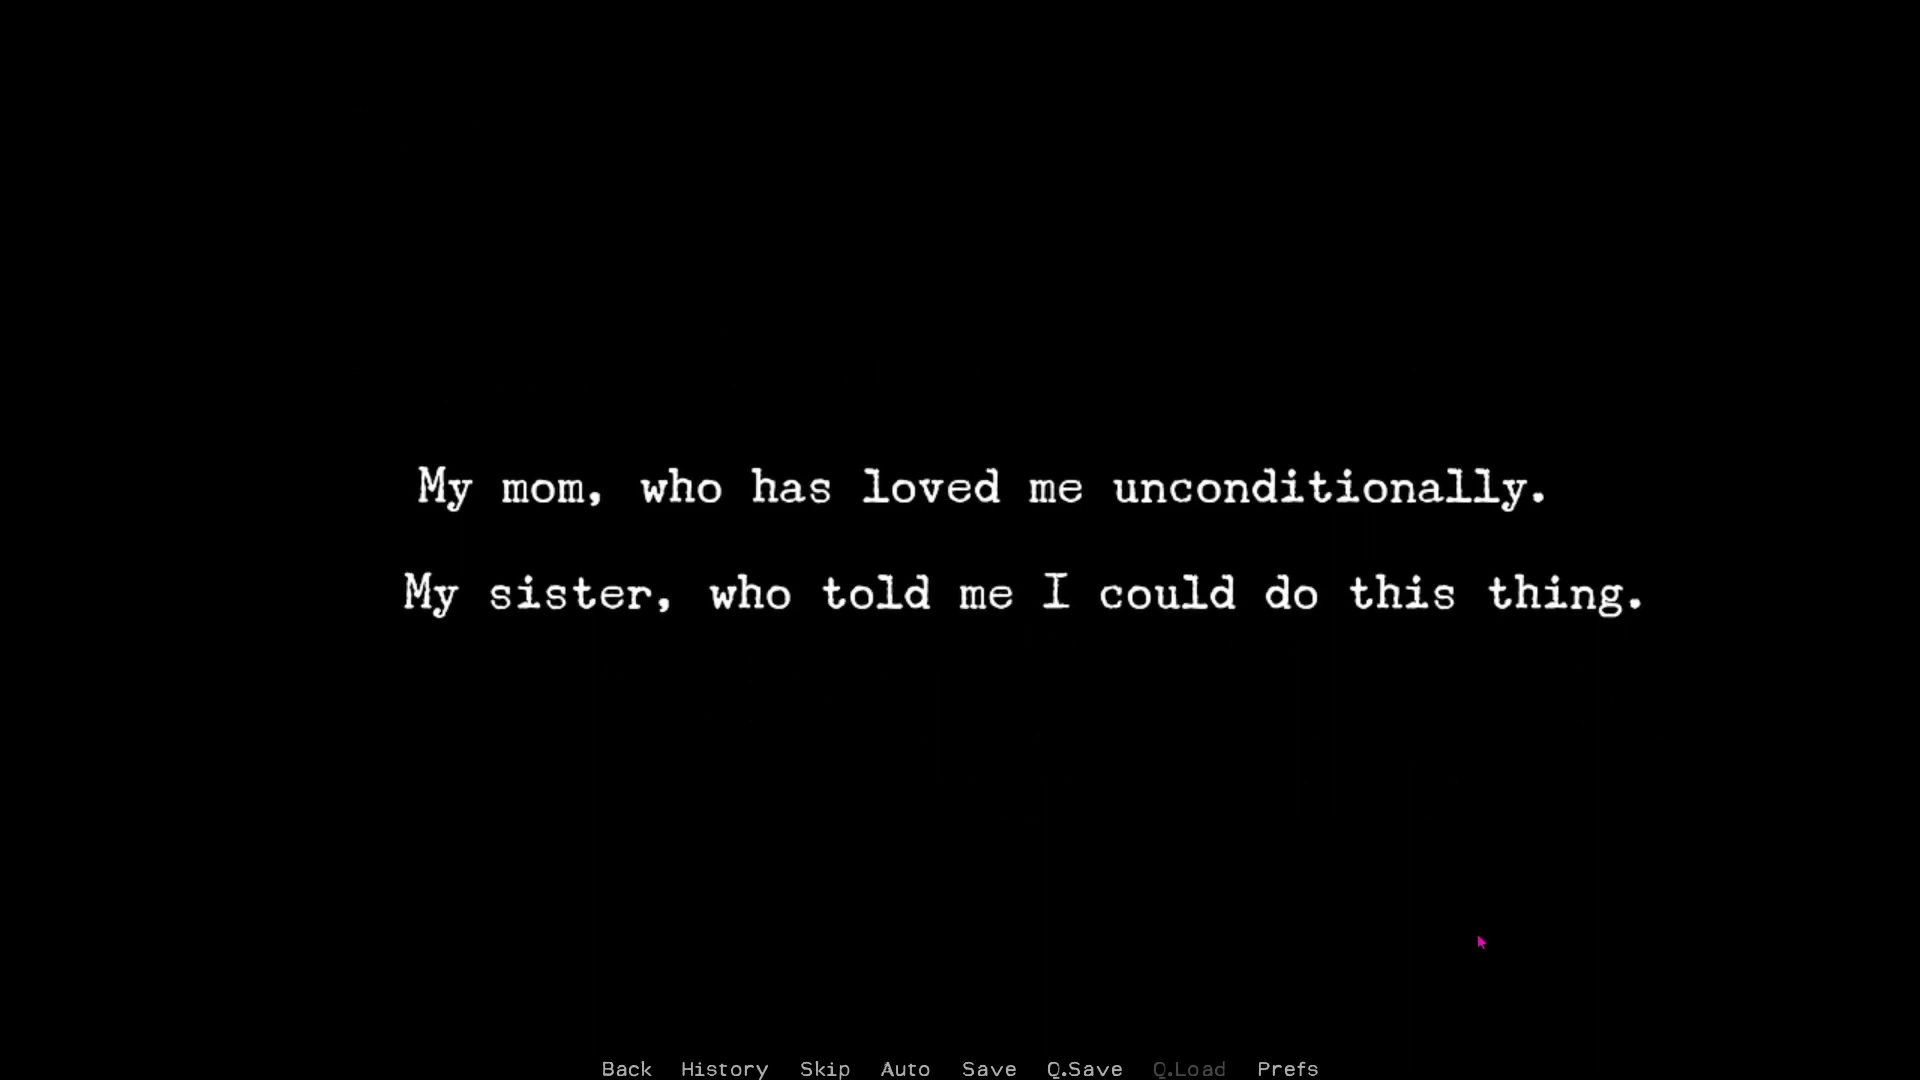 My mom, who has loved me unconditionally.
My sister, who told me I could do this thing.
Back History Skip Auto Save Q.Save Q.Load Prefs